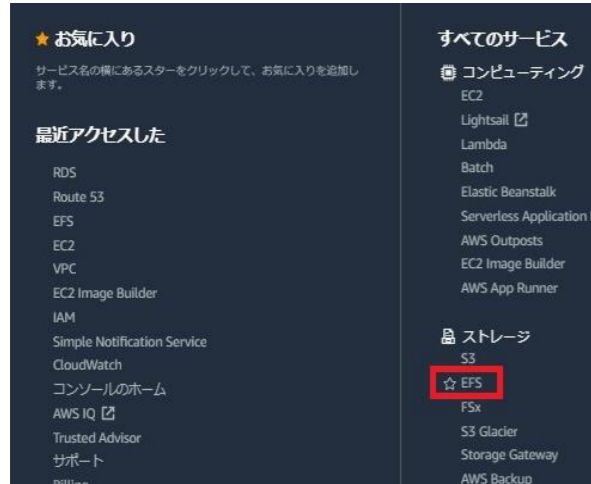 お気に入り
サービス名の横にあるスターをクリックして、お気に入りを追加し
ます。
最近アクセスした
RDS
Route 53
EFS
EC2
VPC
EC2 Image Builder
IAM
Simple Notification Service
CloudWatch
コンソールのホーム
AWS IQ
Trusted Advisor
サポート
Billing
すべてのサービス
コンピューティング
EC2
Lightsail
Lambda
Batch
Elastic Beanstalk
Serverless Application
AWS Outposts
EC2 Image Builder
AWS App Runner
ストレージ
S3
EFS
FSx
S3 Glacier
Storage Gateway
AWS Backup